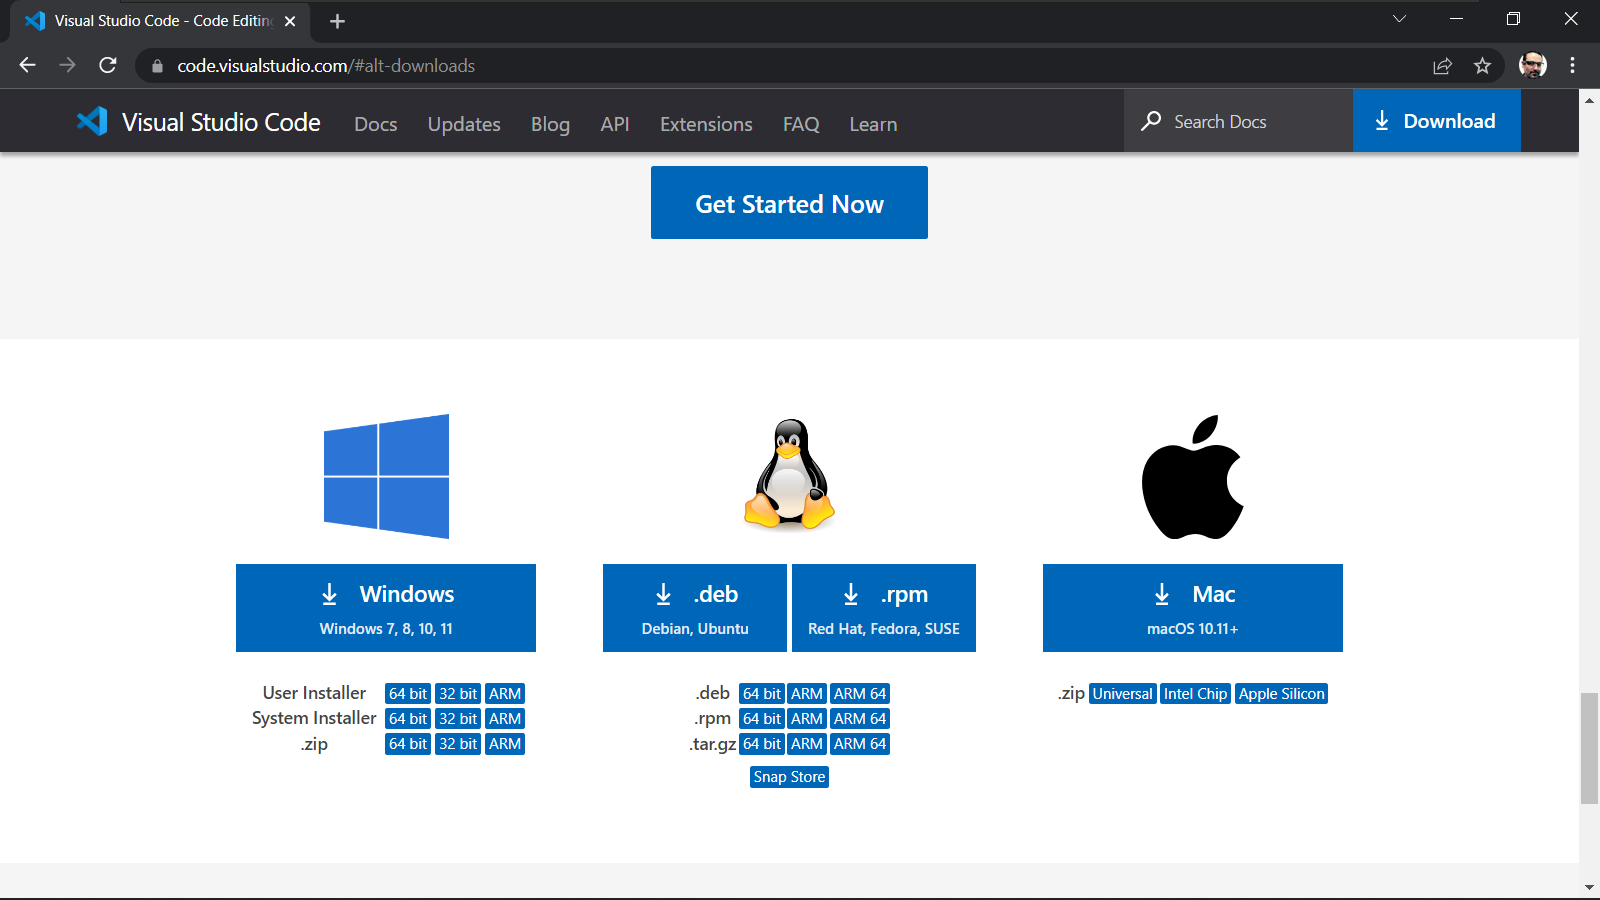 Visual Studio Code - Code Editin
code.visualstudio.com/#alt-downloads
Visual Studio Code Docs Updates Blog API Extensions FAQ Learn Search Docs Download
Get Started Now
Windows
Windows 7, 8, 10, 11
.deb
Debian, Ubuntu
.rpm
Red Hat, Fedora, SUSE
Mac
macOS 10.11+
User Installer 64 bit 32 bit ARM
System Installer 64 bit 32 bit ARM
.zip 64 bit 32 bit ARM
.deb 64 bit ARM ARM 64
.rpm 64 bit ARM ARM 64
.tar.gz 64 bit ARM ARM 64
Snap Store
.zip Universal Intel Chip Apple Silicon